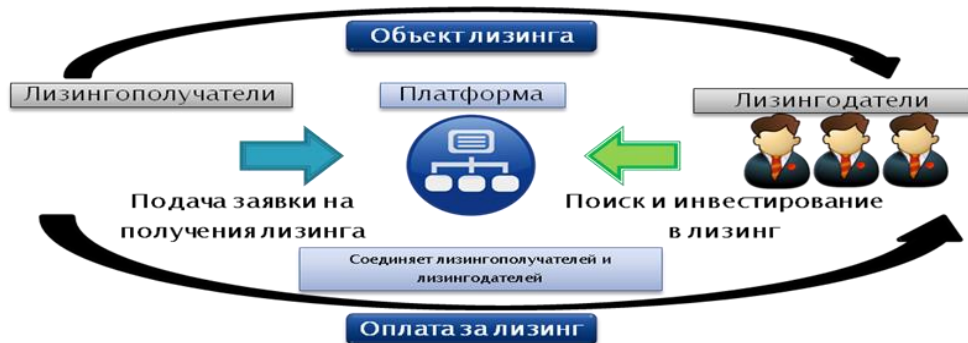 Объект лизинга
Лизингополучатели
Платформа
Лизингодатели
Подача заявки на
получения лизинга
Поиск и инвестирование
в лизинг
Соединяет лизингополучателей и
лизингодателей
Оплата за лизинг